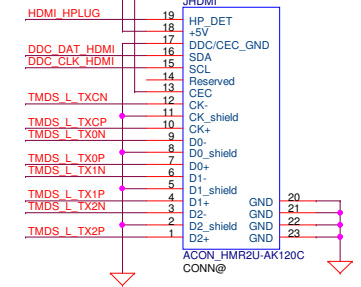 JHDMI
HDMI_HPLUG 19 HP_DET
18 +5V
17 DDC/CEC_GND
DDC_DAT_HDMI 16 SDA
DDC_CLK_HDMI 15 SCL
14 Reserved
13 CEC
TMDS_L_TXCN 12 CK-
11 CK_shield
TMDS_L_TXCP 10 CK+
TMDS_L_TX0N 9 D0-
8 D0_shield
TMDS_L_TX0P 7 D0+
TMDS_L_TX1N 6 D1-
5 D1_shield
TMDS_L_TX1P 4 D1+ GND 20
TMDS_L_TX2N 3 D2- GND 21
2 D2_shield GND 22
TMDS_L_TX2P 1 D2+ GND 23
ACON_HMR2U-AK120C
CONN@